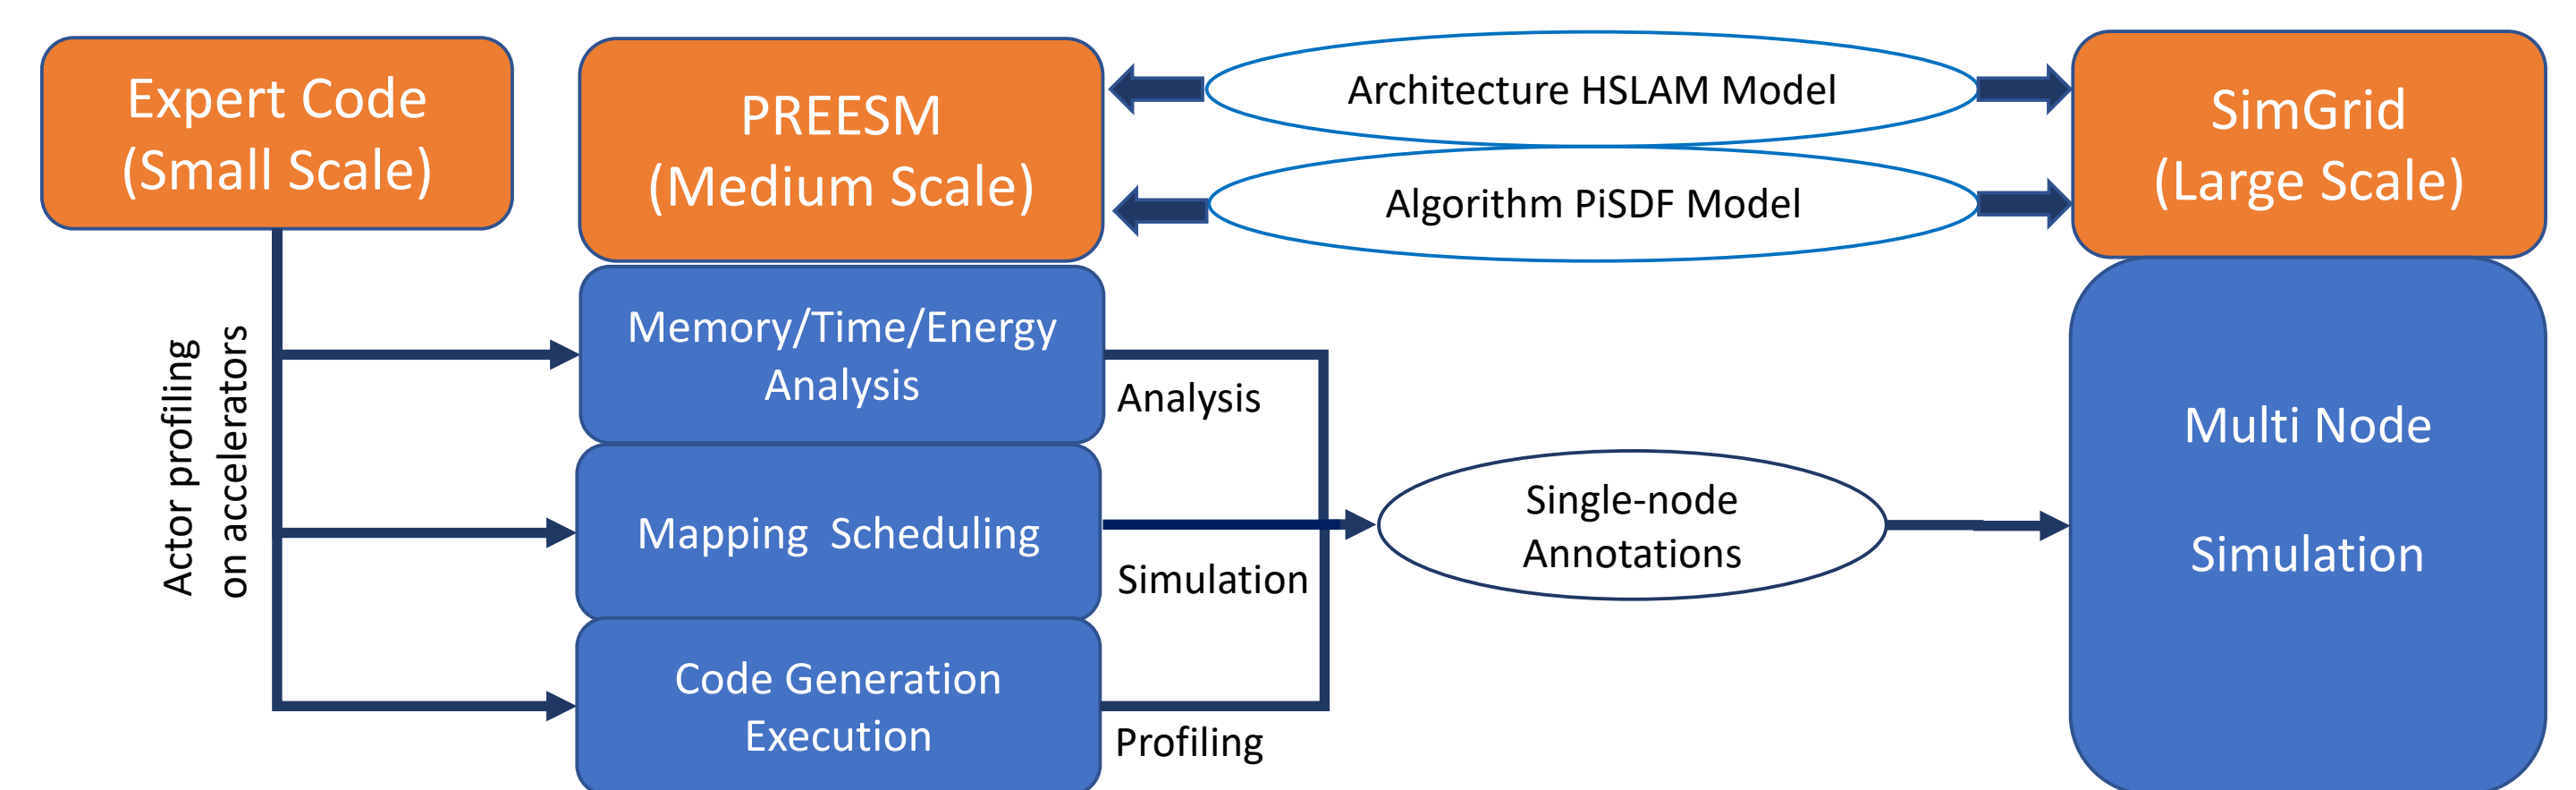 Expert Code
(Small Scale)
PREESM
(Medium Scale)
Architecture HSLAM Model
Algorithm PiSDF Model
SimGrid
(Large Scale)
Actor profiling
on accelerators
Memory/Time/Energy
Analysis
Mapping  Scheduling
Code Generation
Execution
Analysis
Simulation
Profiling
Single-node
Annotations
Multi Node
Simulation